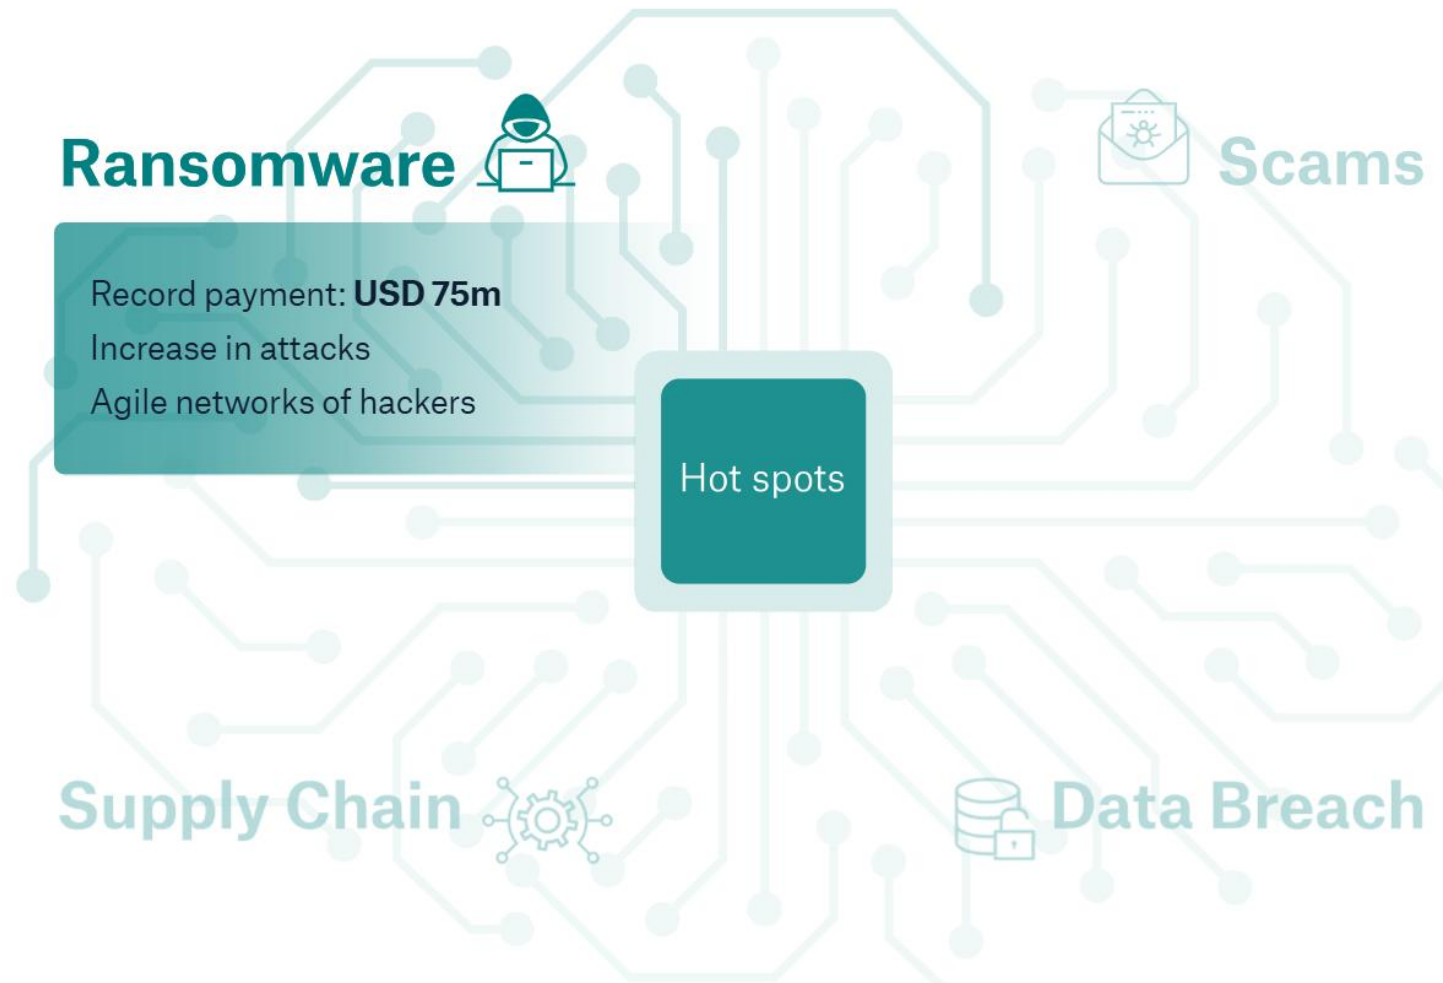 Ransomware
Scams
Record payment: USD 75m
Increase in attacks
Agile networks of hackers
Hot spots
Supply Chain
Data Breach